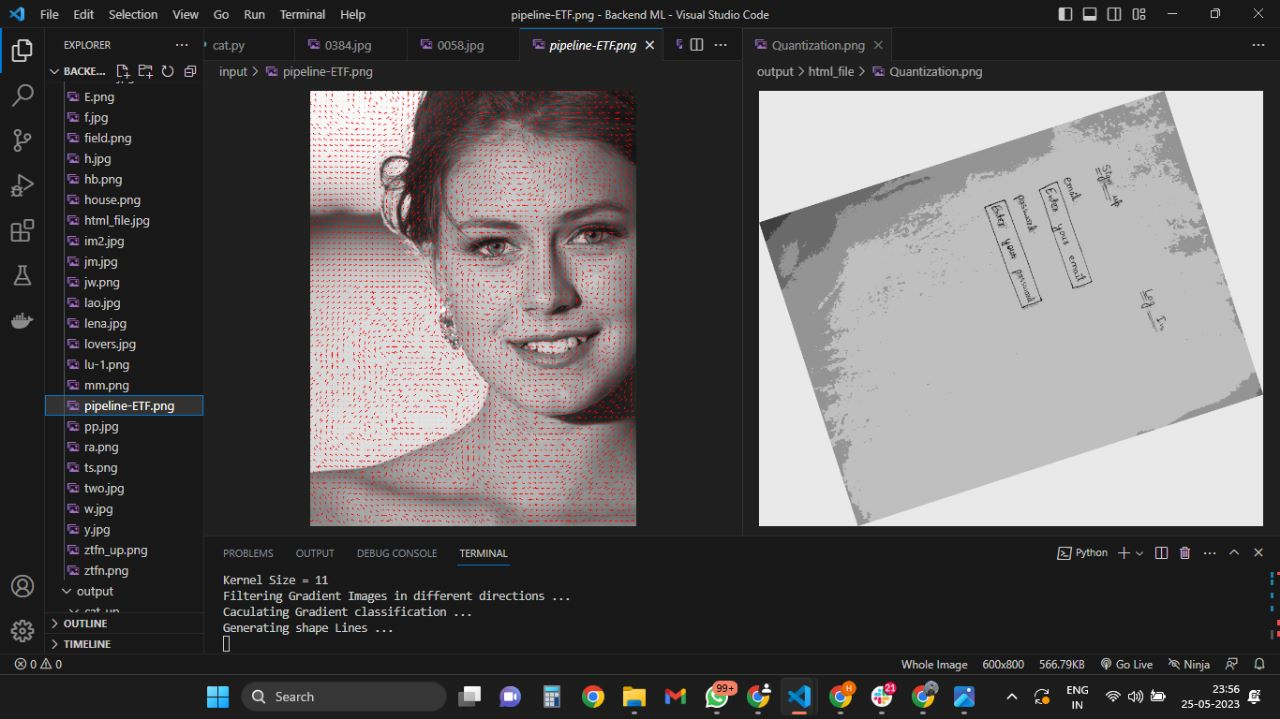 File Edit Selection View Go Run Terminal Help
pipeline-ETF.png - Backend ML - Visual Studio Code
EXPLORER
BACKE...
E.png
f.jpg
field.png
h.jpg
hb.png
house.png
html_file.jpg
im2.jpg
jm.jpg
jw.png
lao.jpg
lena.jpg
lovers.jpg
lu-1.png
mm.png
pipeline-ETF.png
pp.jpg
ra.png
ts.png
two.jpg
w.jpg
y.jpg
ztfn_up.png
ztfn.png
output
OUTLINE
TIMELINE
cat.py 0384.jpg 0058.jpg pipeline-ETF.png
input > pipeline-ETF.png
Quantization.png
output > html_file > Quantization.png
Sign up
email
Enter your email
password
Enter your password
Log In
PROBLEMS OUTPUT DEBUG CONSOLE TERMINAL
Python
Kernel Size = 11
Filtering Gradient Images in different directions ...
Caculating Gradient classification ...
Generating shape Lines ...
0 0 Whole Image 600x800 566.79KB Go Live Ninja
Search
99+
H
21
ENG
IN
23:56
25-05-2023